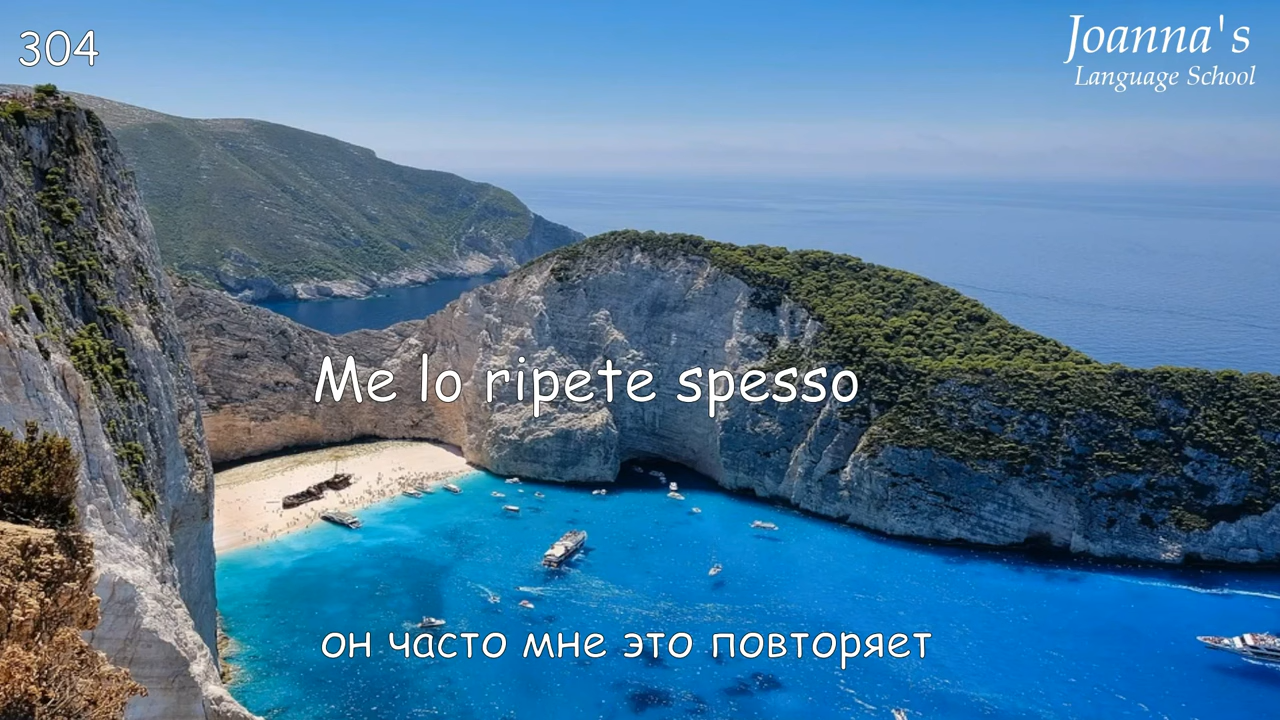 304
Joanna's
Language School
Me lo ripete spesso
он часто мне это повторяет